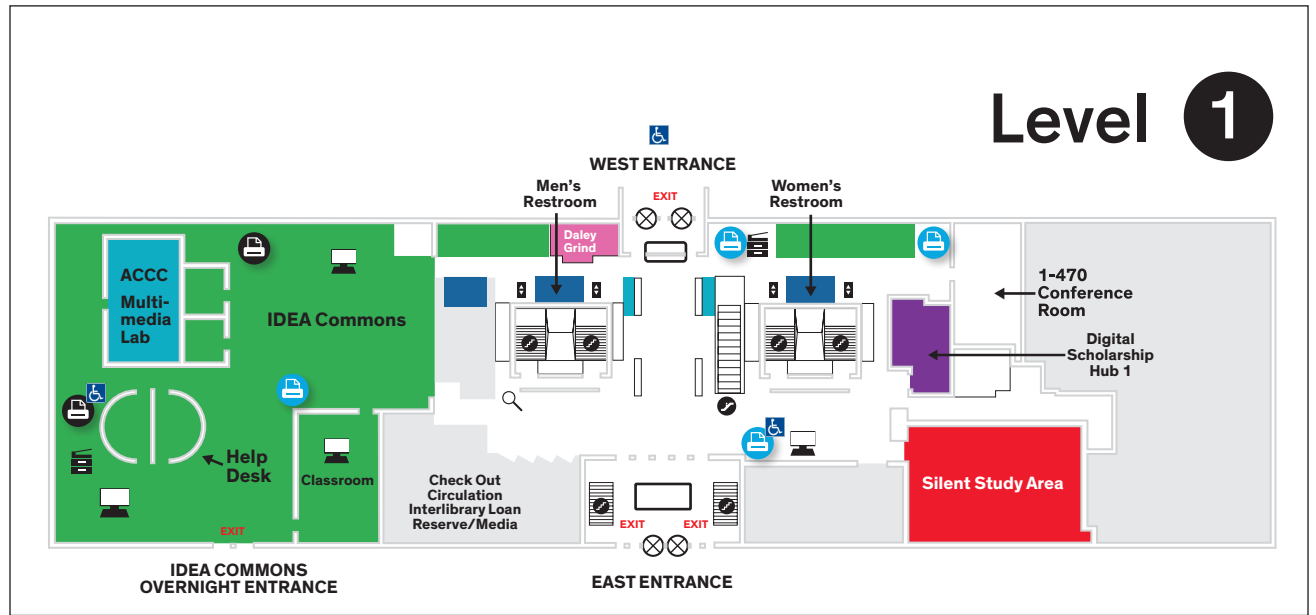 Level 1
WEST ENTRANCE
Men's
Restroom
EXIT
Women's
Restroom
Daley
Grind
ACCC
Multi-
media
Lab
IDEA Commons
1-470
Conference
Room
Digital
Scholarship
Hub 1
Help
Desk
Classroom
Check Out
Circulation
Interlibrary Loan
Reserve/Media
Silent Study Area
EXIT
EXIT
EXIT
IDEA COMMONS
OVERNIGHT ENTRANCE
EAST ENTRANCE